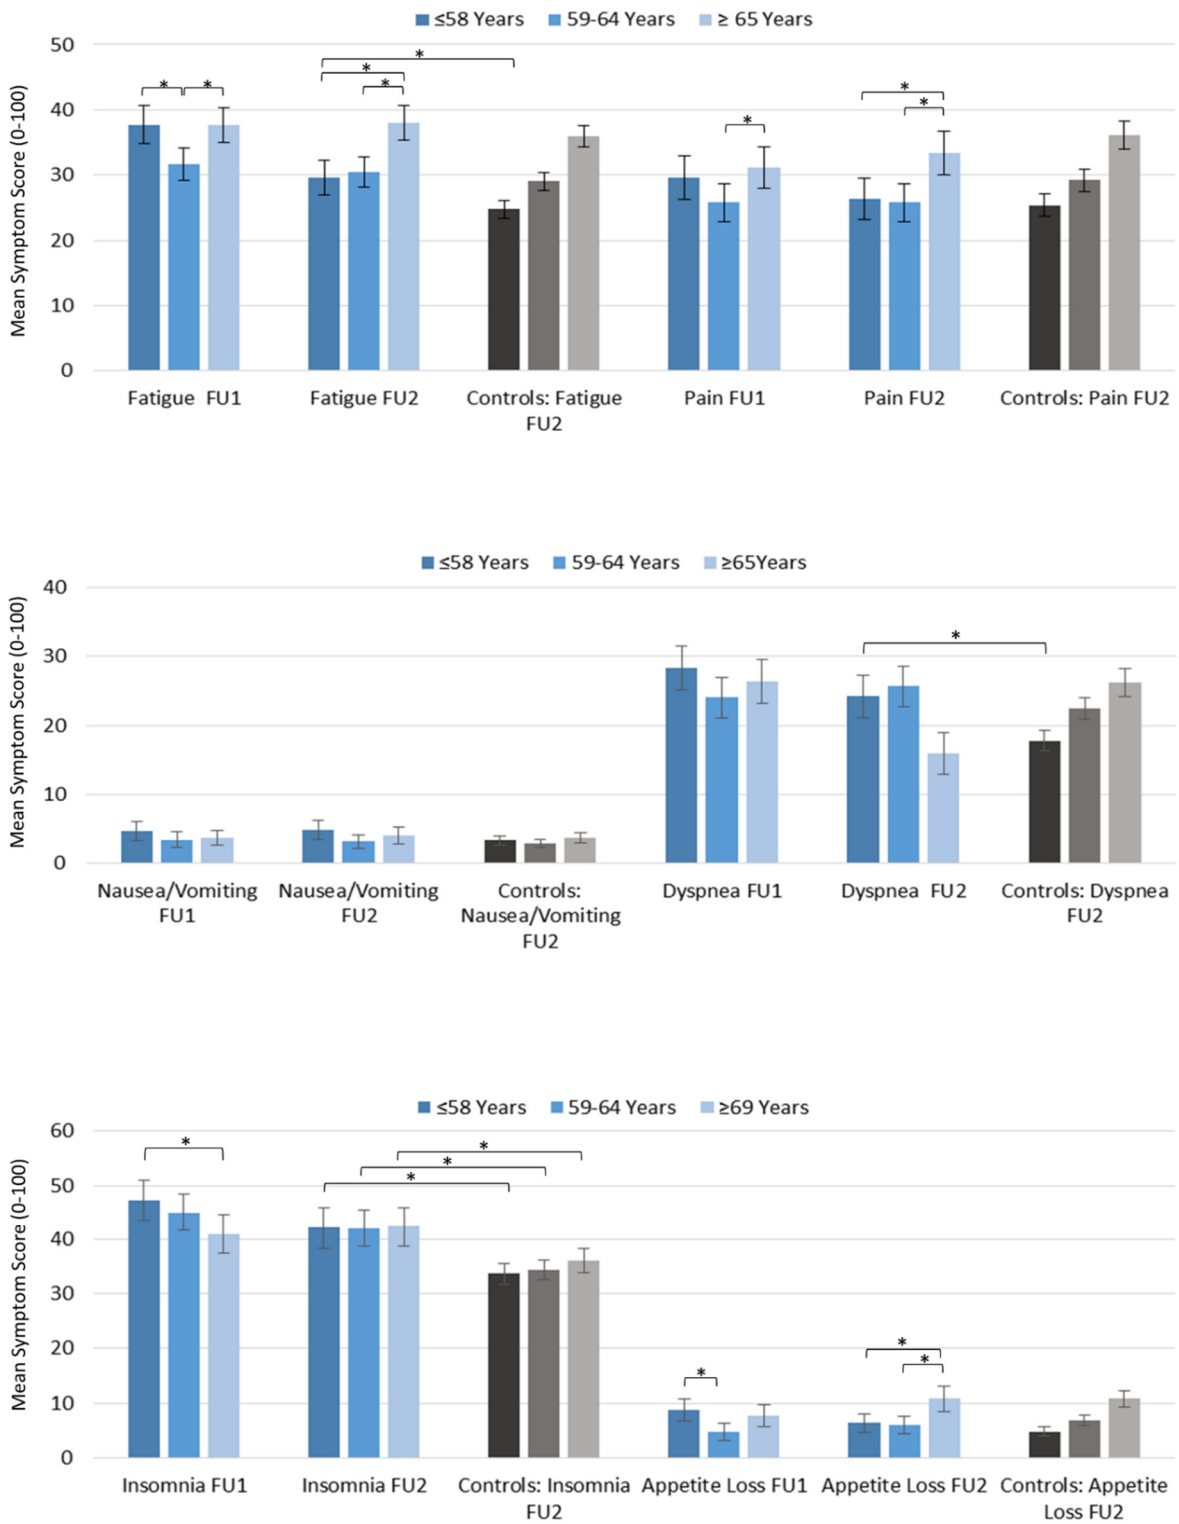 ≤58 Years 59-64 Years ≥ 65 Years
Mean Symptom Score (0-100)
50
40
30
20
10
0
* * * * * * * * *
Fatigue FU1 Fatigue FU2 Controls: Fatigue Pain FU1 Pain FU2 Controls: Pain FU2
FU2
≤58 Years 59-64 Years ≥65Years
Mean Symptom Score (0-100)
40
30
20
10
0
*
Nausea/Vomiting Nausea/Vomiting Controls: Dyspnea FU1 Dyspnea FU2 Controls: Dyspnea
FU1 FU2 Nausea/Vomiting FU2
FU2
≤58 Years 59-64 Years ≥69 Years
Mean Symptom Score (0-100)
60
50
40
30
20
10
0
* * * * * * *
Insomnia FU1 Insomnia FU2 Controls: Insomnia Appetite Loss FU1 Appetite Loss FU2 Controls: Appetite
FU2 Loss FU2